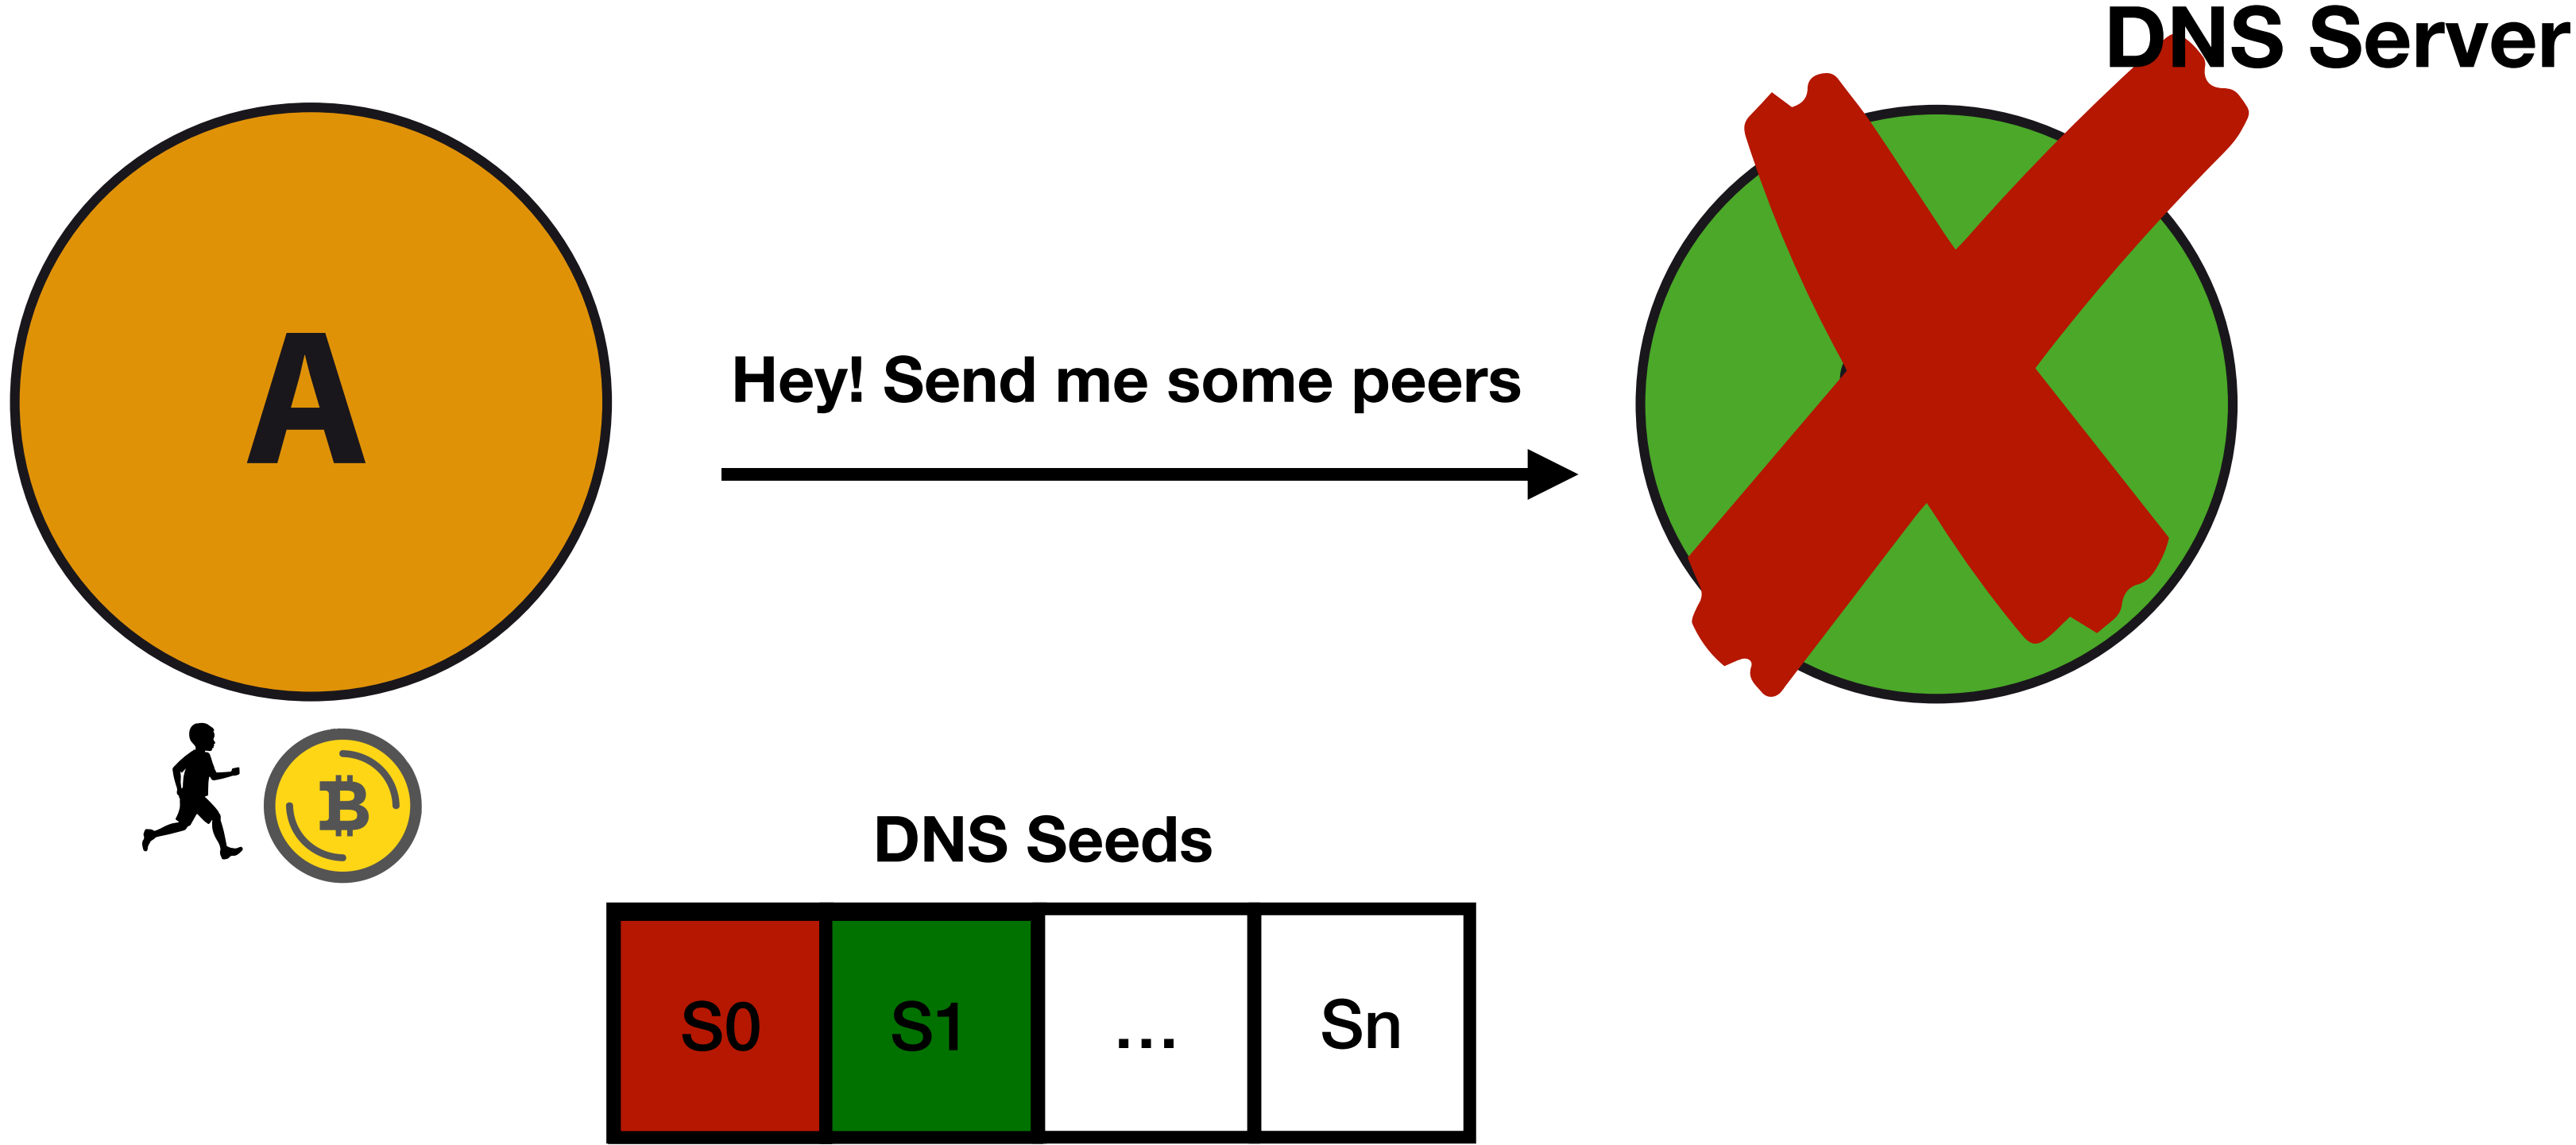 DNS Server
A
Hey! Send me some peers
₿
DNS Seeds
S0 S1 ... Sn